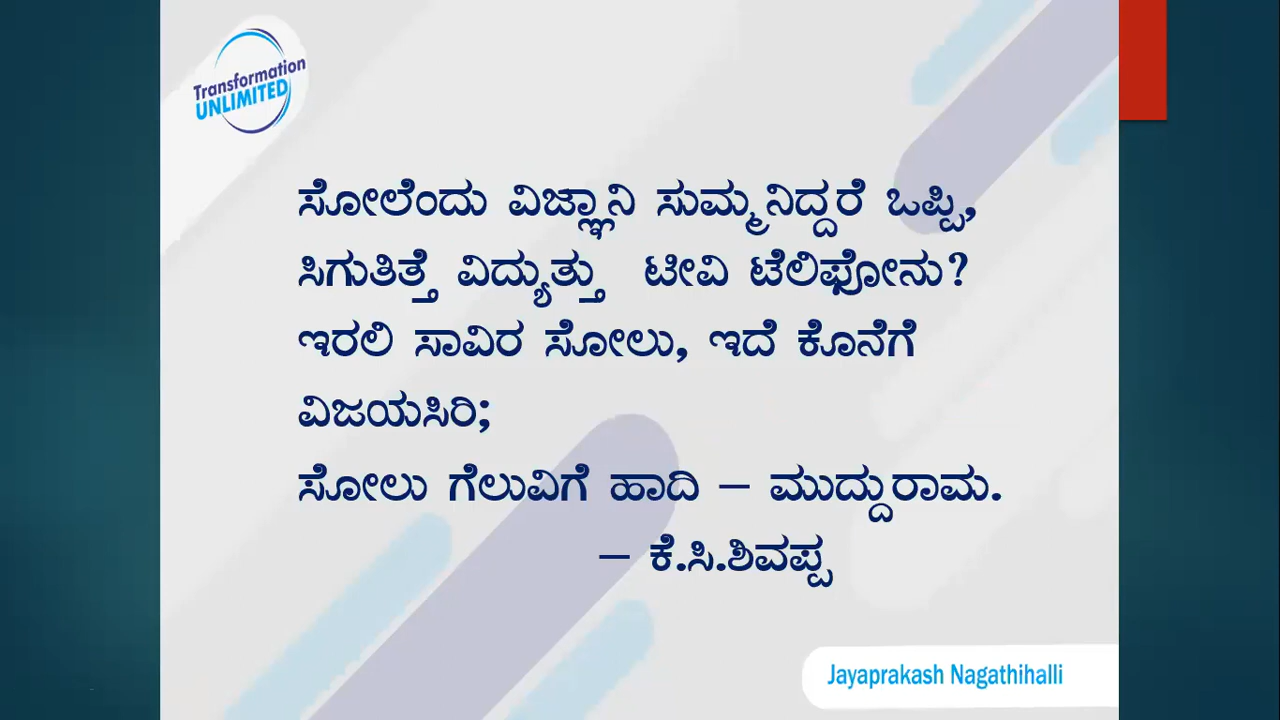 Transformation
UNLIMITED
ಸೋಲೆಂದು ವಿಜ್ಞಾನಿ ಸುಮ್ಮನಿದ್ದರೆ ಒಪ್ಪಿ,
ಸಿಗುತಿತ್ತೆ ವಿದ್ಯುತ್ತು ಟೀವಿ ಟೆಲಿಫೋನು?
ಇರಲಿ ಸಾವಿರ ಸೋಲು, ಇದೆ ಕೊನೆಗೆ
ವಿಜಯಸಿರಿ;
ಸೋಲು ಗೆಲುವಿಗೆ ಹಾದಿ – ಮುದ್ದುರಾಮ.
– ಕೆ.ಸಿ.ಶಿವಪ್ಪ
Jayaprakash Nagathihalli